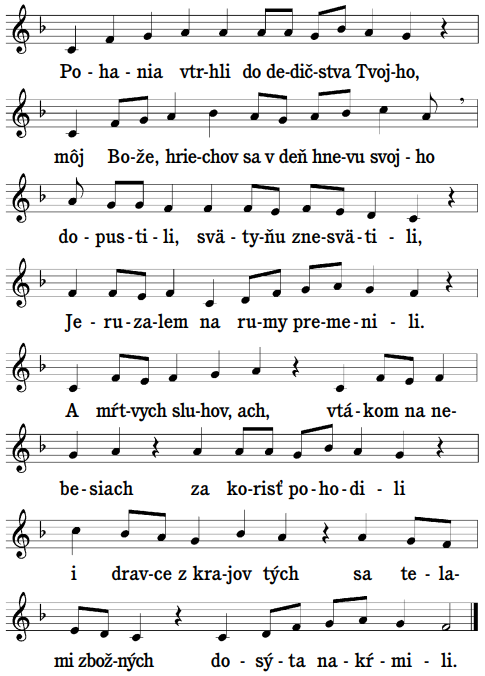 Po - ha - nia vtr-hli do de-dič-stva Tvoj-ho,
môj Bo-že, hrie-chov sa v deň hne-vu svoj-ho
do - pus-ti - li, svä - ty-ňu zne-svä-ti - li,
Je - ru-za-lem na ru-my pre-me-ni - li.
A mŕt-vych slu-hov, ach, vtá-kom na ne-
be-siach za ko-risť po-ho-di - li
i drav-ce z kra-jov tých sa te - la-
mi zbož-ných do-sý-ta na-kŕ-mi - li.